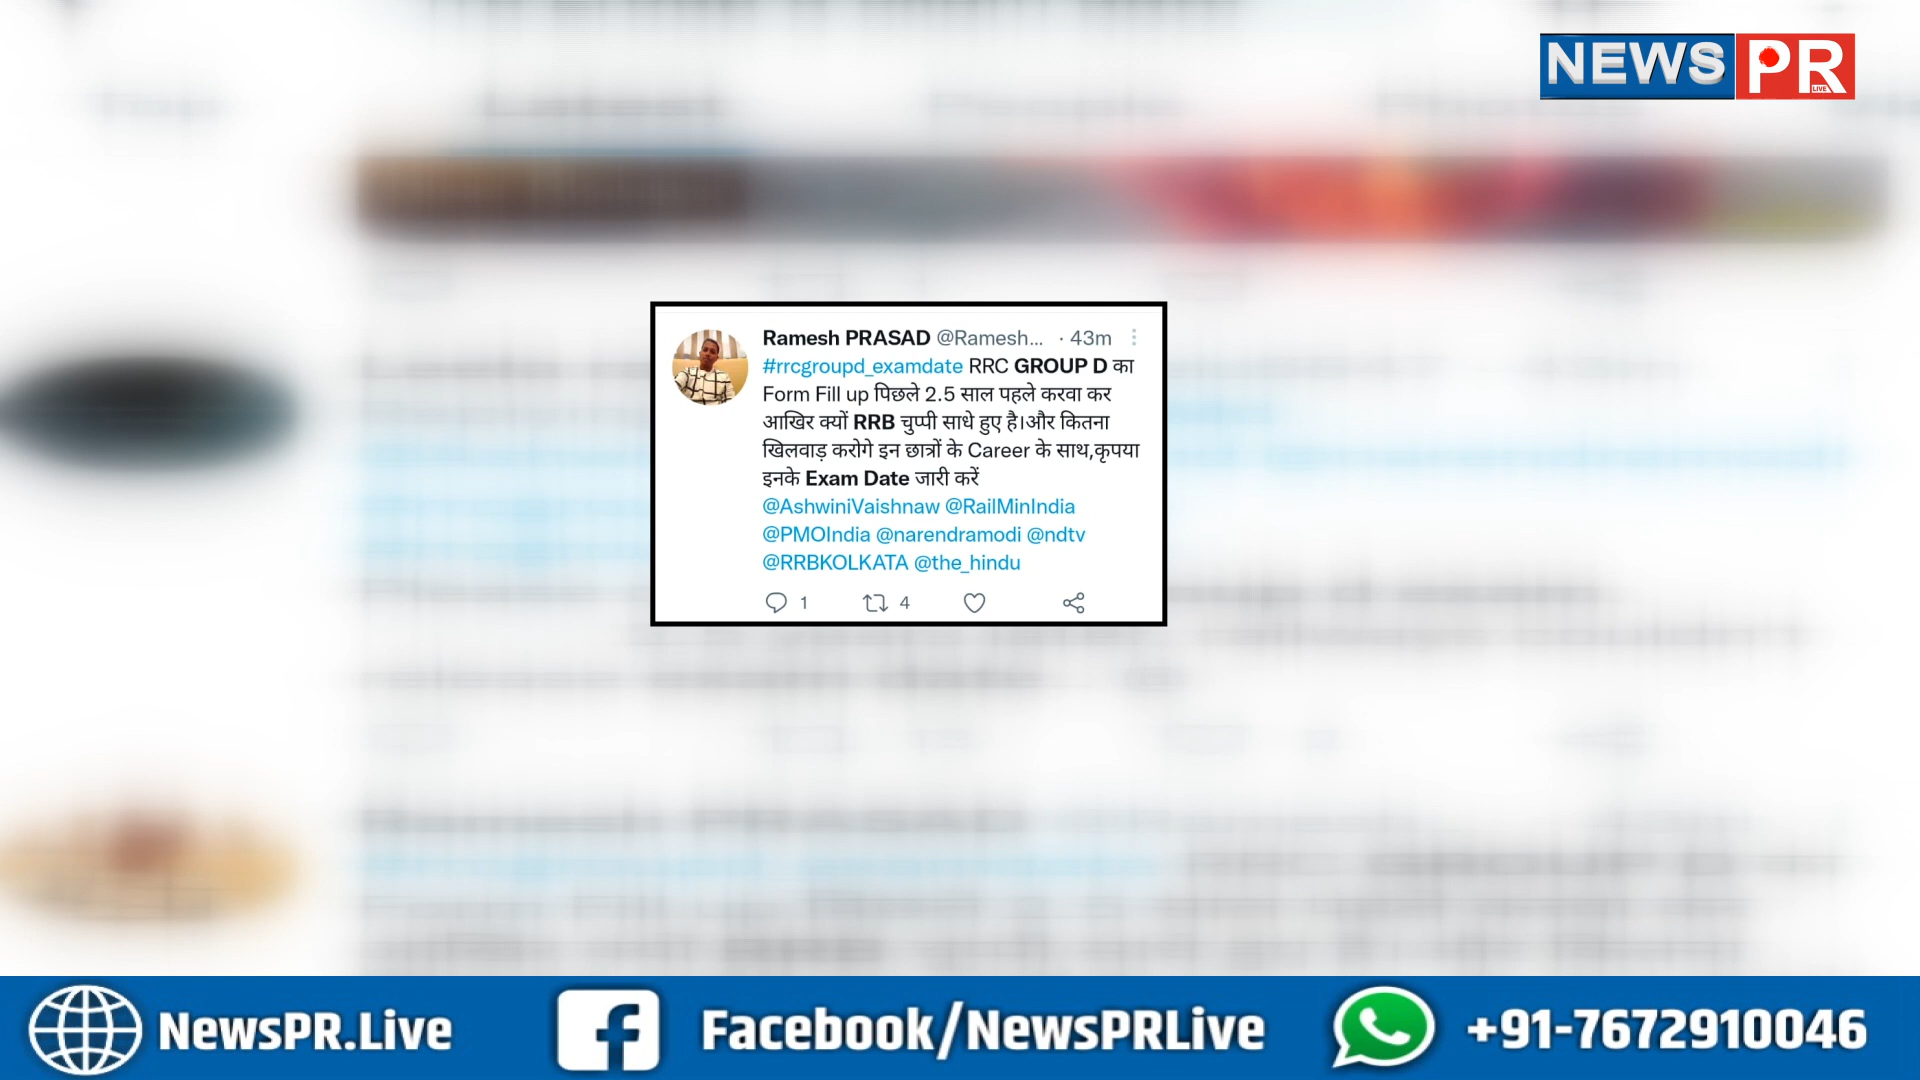 NEWS PR
LIVE
Ramesh PRASAD @Ramesh... · 43m
#rrcgroupd_examdate RRC GROUP D का
Form Fill up पिछले 2.5 साल पहले करवा कर
आखिर क्यों RRB चुप्पी साधे हुए है।और कितना
खिलवाड़ करोगे इन छात्रों के Career के साथ,कृपया
इनके Exam Date जारी करें
@AshwiniVaishnaw @RailMinIndia
@PMOIndia @narendramodi @ndtv
@RRBKOLKATA @the_hindu
1 4
NewsPR.Live Facebook/NewsPRLive +91-7672910046